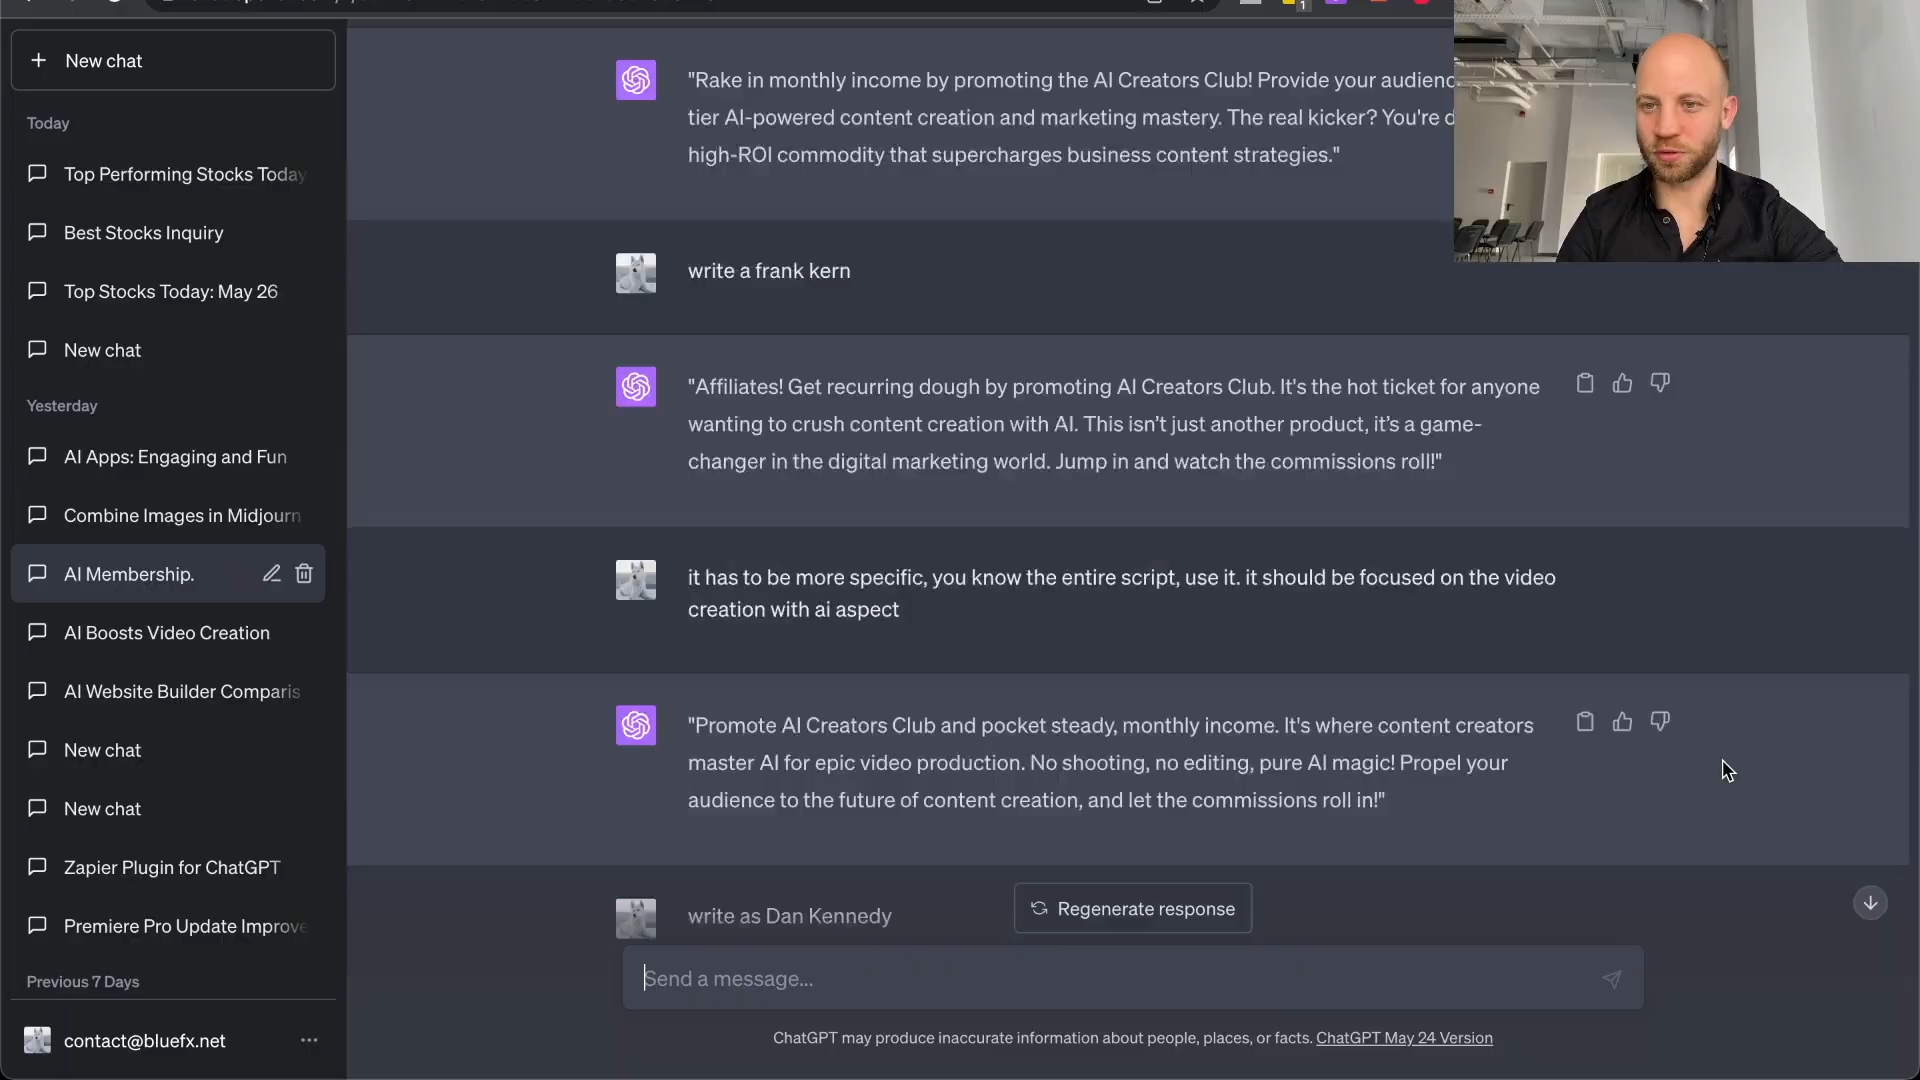 New chat
Today
Top Performing Stocks Today
Best Stocks Inquiry
Top Stocks Today: May 26
New chat
Yesterday
AI Apps: Engaging and Fun
Combine Images in Midjourn
AI Membership.
AI Boosts Video Creation
AI Website Builder Comparis
New chat
New chat
Zapier Plugin for ChatGPT
Premiere Pro Update Improve
Previous 7 Days
contact@bluefx.net
1
"Rake in monthly income by promoting the AI Creators Club! Provide your audienc
tier AI-powered content creation and marketing mastery. The real kicker? You're d
high-ROI commodity that supercharges business content strategies."
write a frank kern
"Affiliates! Get recurring dough by promoting AI Creators Club. It's the hot ticket for anyone
wanting to crush content creation with AI. This isn't just another product, it's a game-
changer in the digital marketing world. Jump in and watch the commissions roll!"
it has to be more specific, you know the entire script, use it. it should be focused on the video
creation with ai aspect
"Promote AI Creators Club and pocket steady, monthly income. It's where content creators
master AI for epic video production. No shooting, no editing, pure AI magic! Propel your
audience to the future of content creation, and let the commissions roll in!"
write as Dan Kennedy
Regenerate response
Send a message...
ChatGPT may produce inaccurate information about people, places, or facts. ChatGPT May 24 Version